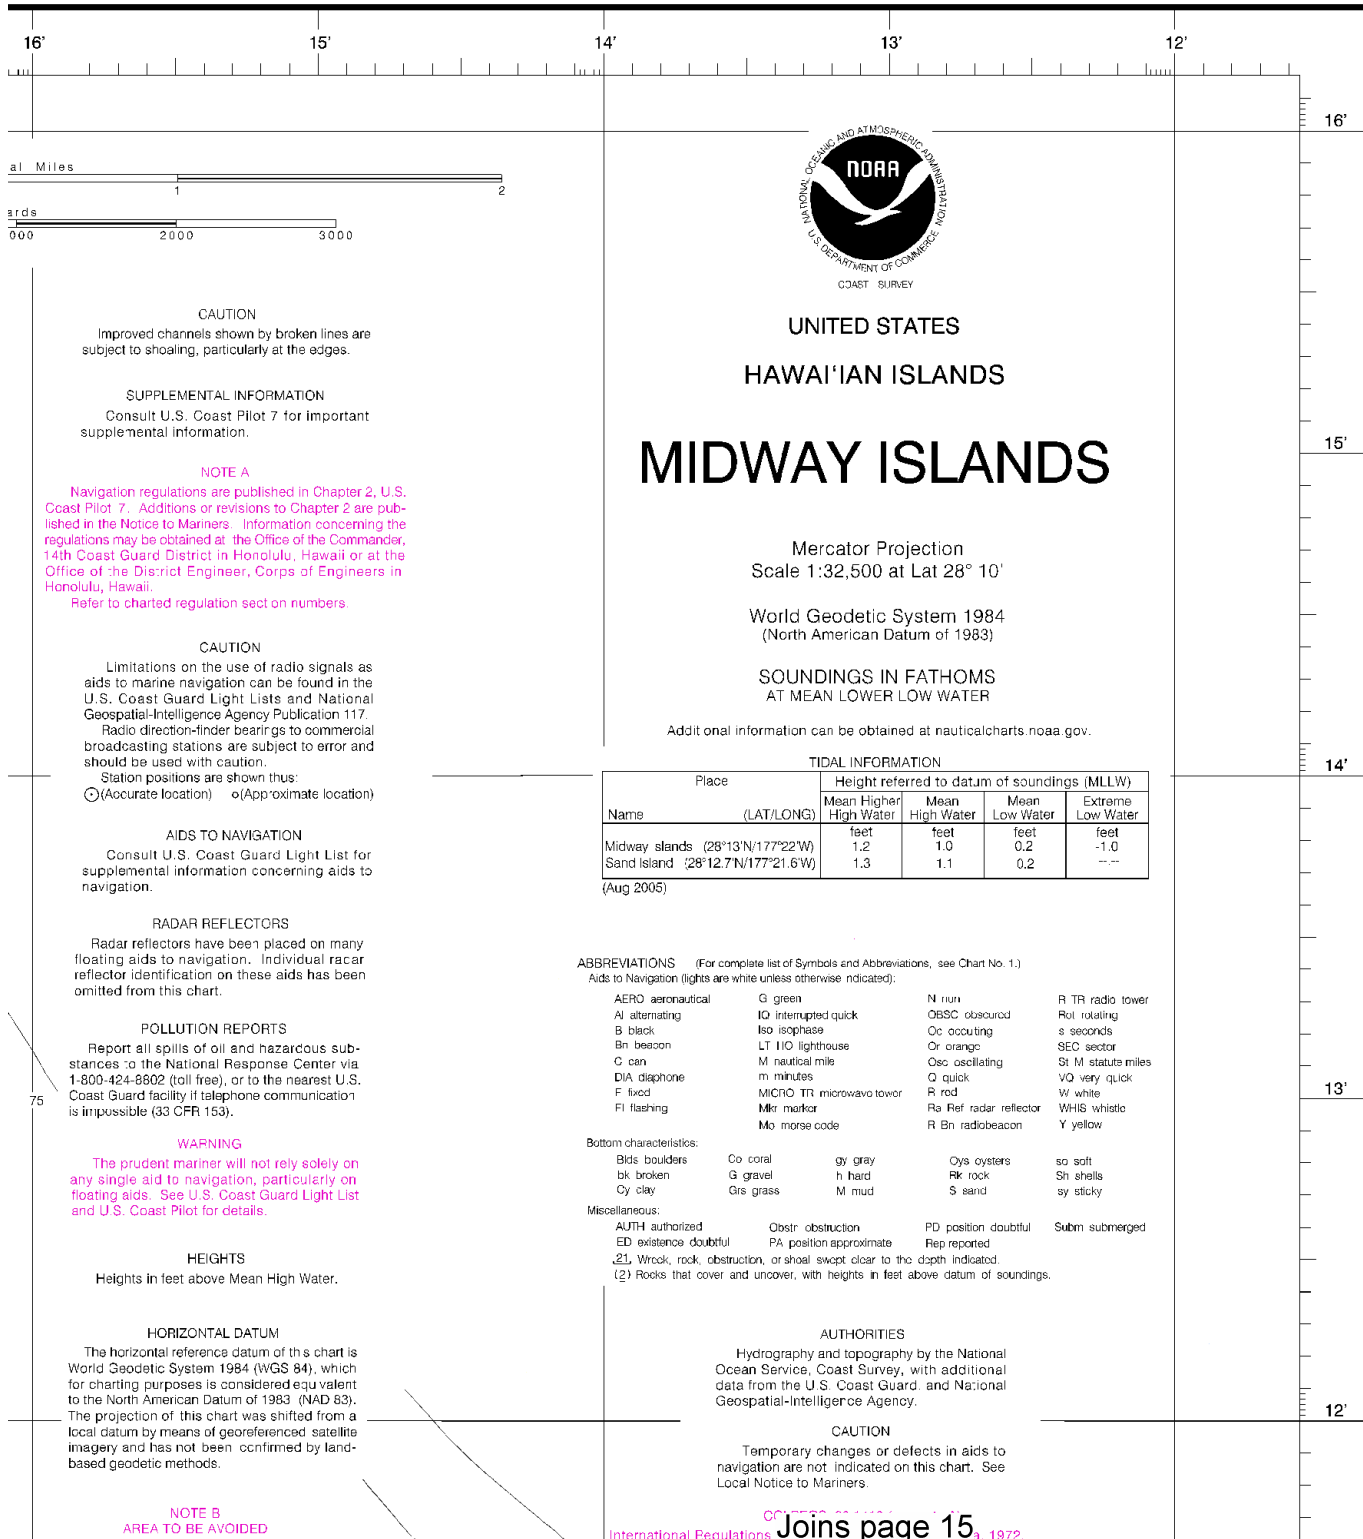 16' 15' 14' 13' 12'
16'
al Miles
1 2
ards
000 2000 3000
CAUTION
Improved channels shown by broken lines are
subject to shoaling, particularly at the edges.
SUPPLEMENTAL INFORMATION
Consult U.S. Coast Pilot 7 for important
supplemental information.
NOTE A
Navigation regulations are published in Chapter 2, U.S.
Coast Pilot 7. Additions or revisions to Chapter 2 are pub-
lished in the Notice to Mariners. Information concerning the
regulations may be obtained at the Office of the Commander,
14th Coast Guard District in Honolulu, Hawaii or at the
Office of the District Engineer, Corps of Engineers in
Honolulu, Hawaii.
Refer to charted regulation section numbers.
CAUTION
Limitations on the use of radio signals as
aids to marine navigation can be found in the
U.S. Coast Guard Light Lists and National
Geospatial-Intelligence Agency Publication 117.
Radio direction-finder bearings to commercial
broadcasting stations are subject to error and
should be used with caution.
Station positions are shown thus:
(Accurate location) o(Approximate location)
AIDS TO NAVIGATION
Consult U.S. Coast Guard Light List for
supplemental information concerning aids to
navigation.
RADAR REFLECTORS
Radar reflectors have been placed on many
floating aids to navigation. Individual radar
reflector identification on these aids has been
omitted from this chart.
POLLUTION REPORTS
Report all spills of oil and hazardous sub-
stances to the National Response Center via
1-800-424-8802 (toll free), or to the nearest U.S.
Coast Guard facility if telephone communication
is impossible (33 CFR 153).
75
WARNING
The prudent mariner will not rely solely on
any single aid to navigation, particularly on
floating aids. See U.S. Coast Guard Light List
and U.S. Coast Pilot for details.
HEIGHTS
Heights in feet above Mean High Water.
HORIZONTAL DATUM
The horizontal reference datum of this chart is
World Geodetic System 1984 (WGS 84), which
for charting purposes is considered equivalent
to the North American Datum of 1983 (NAD 83).
The projection of this chart was shifted from a
local datum by means of georeferenced satellite
imagery and has not been confirmed by land-
based geodetic methods.
NOTE B
AREA TO BE AVOIDED
NATIONAL OCEANIC AND ATMOSPHERIC ADMINISTRATION
NOAA
U.S. DEPARTMENT OF COMMERCE
COAST SURVEY
UNITED STATES
HAWAI'IAN ISLANDS
MIDWAY ISLANDS
Mercator Projection
Scale 1:32,500 at Lat 28° 10'
World Geodetic System 1984
(North American Datum of 1983)
SOUNDINGS IN FATHOMS
AT MEAN LOWER LOW WATER
Additional information can be obtained at nauticalcharts.noaa.gov.
TIDAL INFORMATION
Place Height referred to datum of soundings (MLLW)
Name (LAT/LONG) Mean Higher High Water Mean High Water Mean Low Water Extreme Low Water
feet feet feet feet
Midway slands (28°13'N/177°22'W) 1.2 1.0 0.2 -1.0
Sand Island (28°12.7'N/177°21.6'W) 1.3 1.1 0.2 --.--
(Aug 2005)
ABBREVIATIONS (For complete list of Symbols and Abbreviations, see Chart No. 1.)
Aids to Navigation (lights are white unless otherwise indicated):
AERO aeronautical G green N nun R TR radio tower
Al alternating IQ interrupted quick OBSC obscured Rot rotating
B black Iso isophase Oc occulting s seconds
Bn beacon LT HO lighthouse Or orange SEC sector
C can M nautical mile Osc oscillating St M statute miles
DIA diaphone m minutes Q quick VQ very quick
F fixed MICRO TR microwave tower R red W white
Fl flashing Mkr marker Ra Ref radar reflector WHIS whistle
Mo morse code R Bn radiobeacon Y yellow
Bottom characteristics:
Blds boulders Co coral gy gray Oys oysters so soft
bk broken G gravel h hard Rk rock Sh shells
Cy clay Grs grass M mud S sand sy sticky
Miscellaneous:
AUTH authorized Obstr obstruction PD position doubtful Subm submerged
ED existence doubtful PA position approximate Rep reported
21, Wreck, rock, obstruction, or shoal swept clear to the depth indicated.
(2) Rocks that cover and uncover, with heights in feet above datum of soundings.
AUTHORITIES
Hydrography and topography by the National
Ocean Service, Coast Survey, with additional
data from the U.S. Coast Guard, and National
Geospatial-Intelligence Agency.
CAUTION
Temporary changes or defects in aids to
navigation are not indicated on this chart. See
Local Notice to Mariners.
International Regulations
Joins page 15
a, 1972.
15'
14'
13'
12'